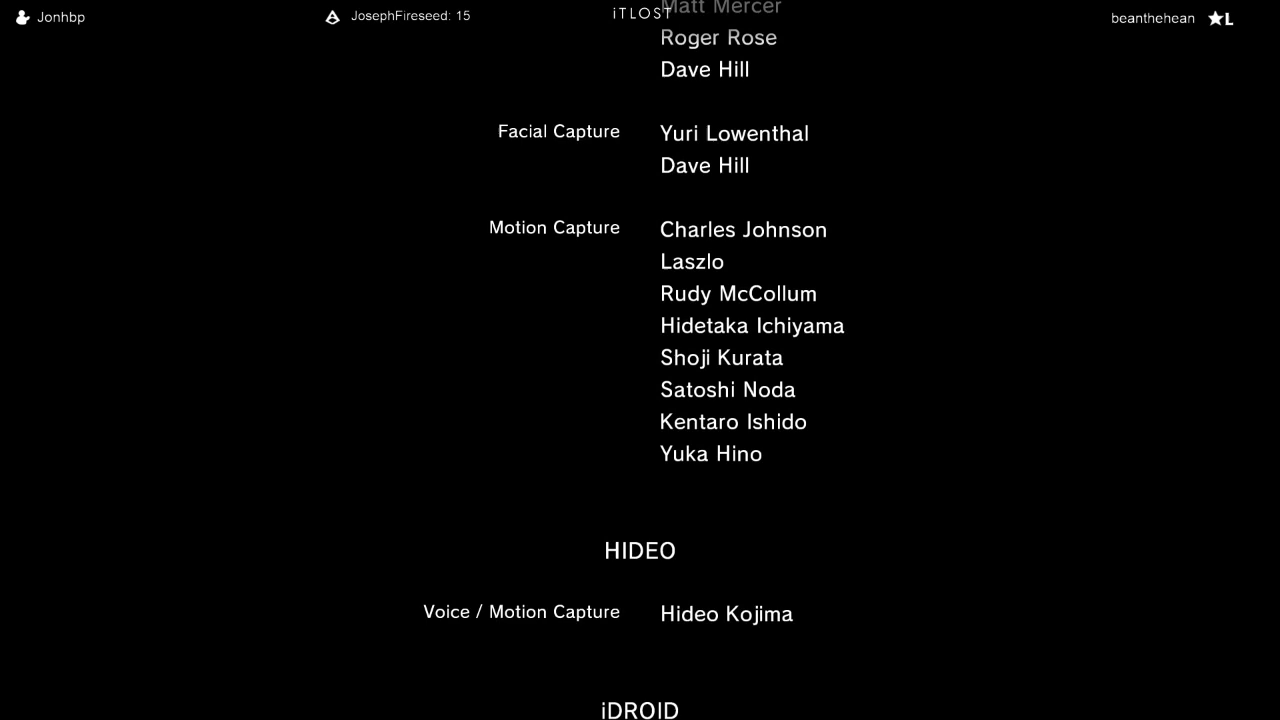 Jonhbp JosephFireseed: 15 iTLOST beanthehean ★L
Matt Mercer
Roger Rose
Dave Hill
Facial Capture Yuri Lowenthal
Dave Hill
Motion Capture Charles Johnson
Laszlo
Rudy McCollum
Hidetaka Ichiyama
Shoji Kurata
Satoshi Noda
Kentaro Ishido
Yuka Hino
HIDEO
Voice / Motion Capture Hideo Kojima
iDROID